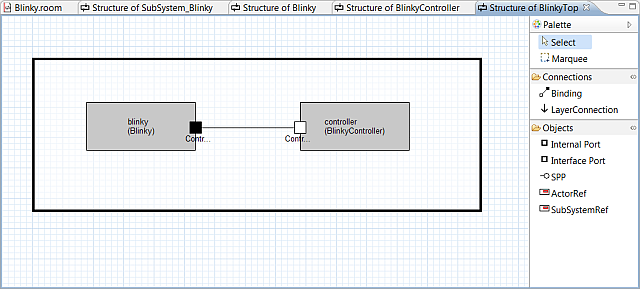 Blinky.room
Structure of SubSystem_Blinky
Structure of Blinky
Structure of BlinkyController
Structure of BlinkyTop
Palette
Select
Marquee
Connections
Binding
LayerConnection
Objects
Internal Port
Interface Port
SPP
ActorRef
SubSystemRef
blinky
(Blinky)
Contr...
controller
(BlinkyController)
Contr...